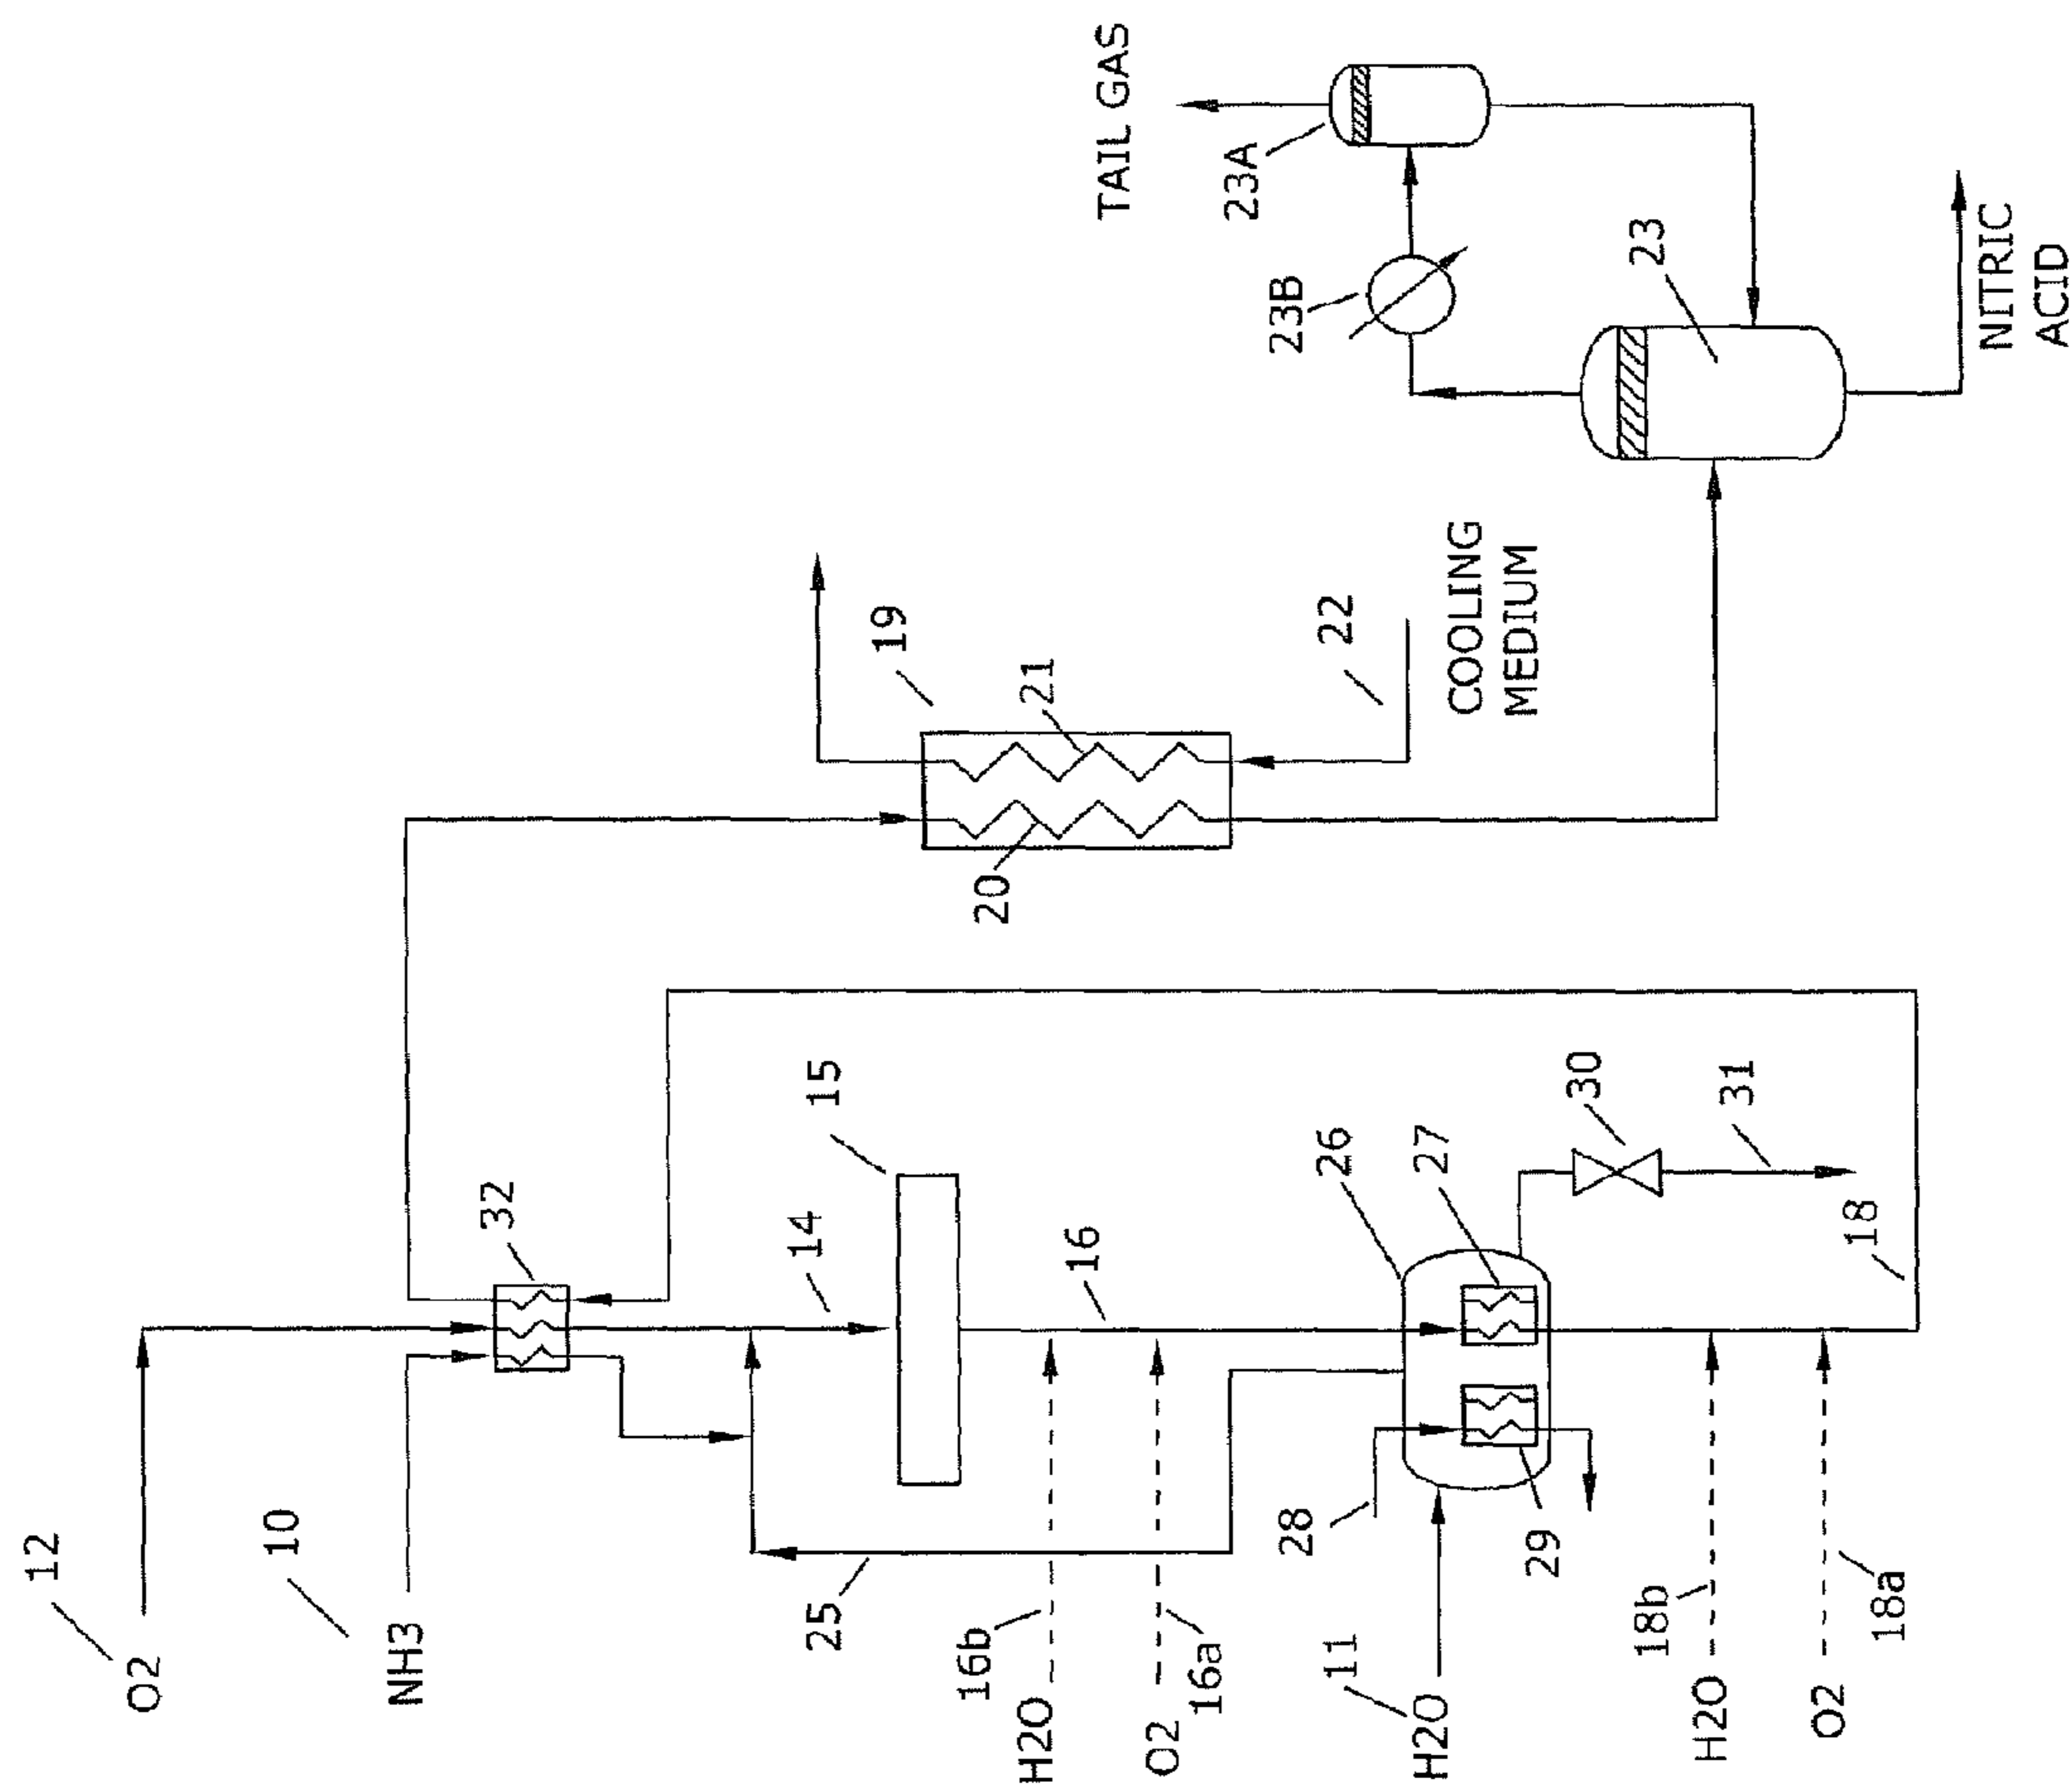 12
O2
10
NH3
32
14
15
25
16
16b
H2O
O2
16a
26
27
28
29
11
H2O
30
31
18
18b
H2O
O2
18a
19
20
21
22
COOLING
MEDIUM
TAIL GAS
23A
23B
23
NITRIC
ACID